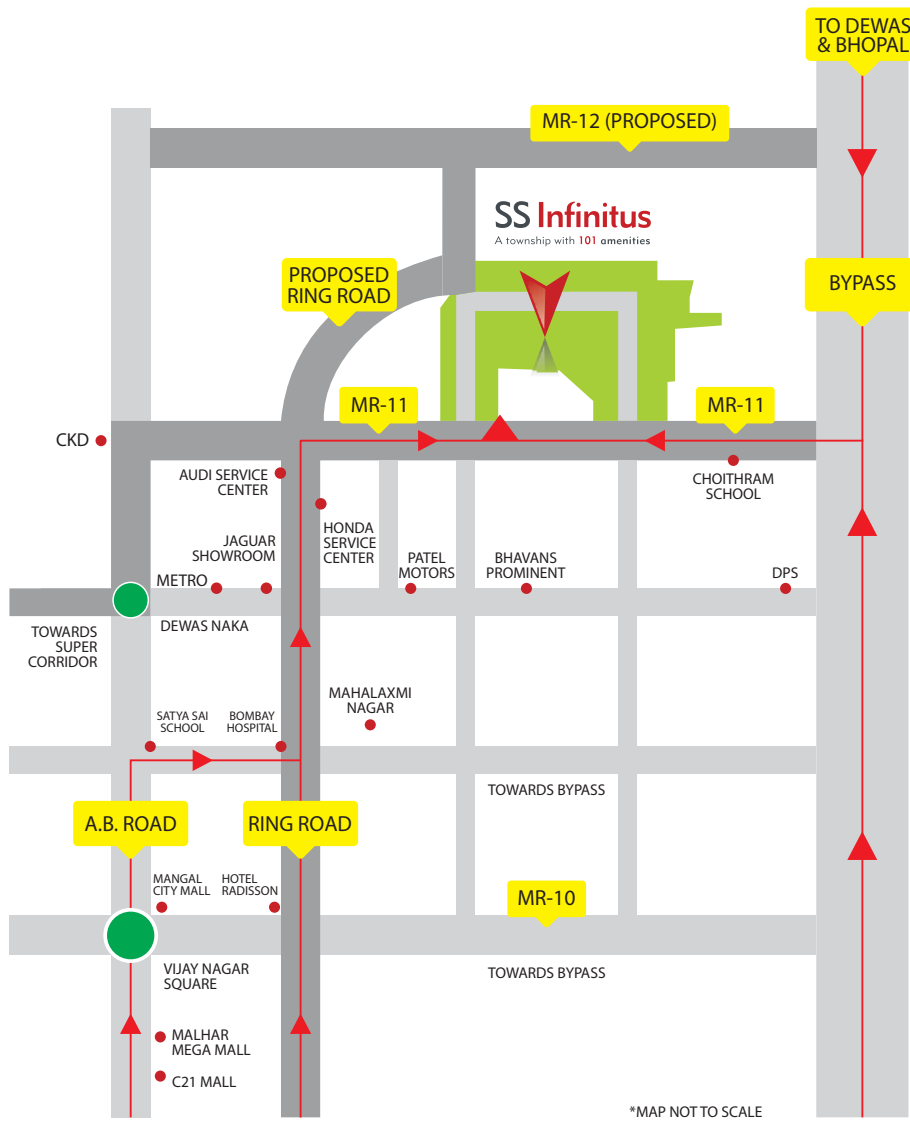 TO DEWAS
& BHOPAL
MR-12 (PROPOSED)
SS Infinitus
A township with 101 amenities
PROPOSED
RING ROAD
BYPASS
MR-11
MR-11
CKD
AUDI SERVICE
CENTER
CHOITHRAM
SCHOOL
HONDA
SERVICE
CENTER
JAGUAR
SHOWROOM
METRO
PATEL
MOTORS
BHAVANS
PROMINENT
DPS
DEWAS NAKA
TOWARDS
SUPER
CORRIDOR
MAHALAXMI
NAGAR
SATYA SAI
SCHOOL
BOMBAY
HOSPITAL
TOWARDS BYPASS
A.B. ROAD
RING ROAD
MANGAL
CITY MALL
HOTEL
RADISSON
MR-10
VIJAY NAGAR
SQUARE
TOWARDS BYPASS
MALHAR
MEGA MALL
C21 MALL
*MAP NOT TO SCALE